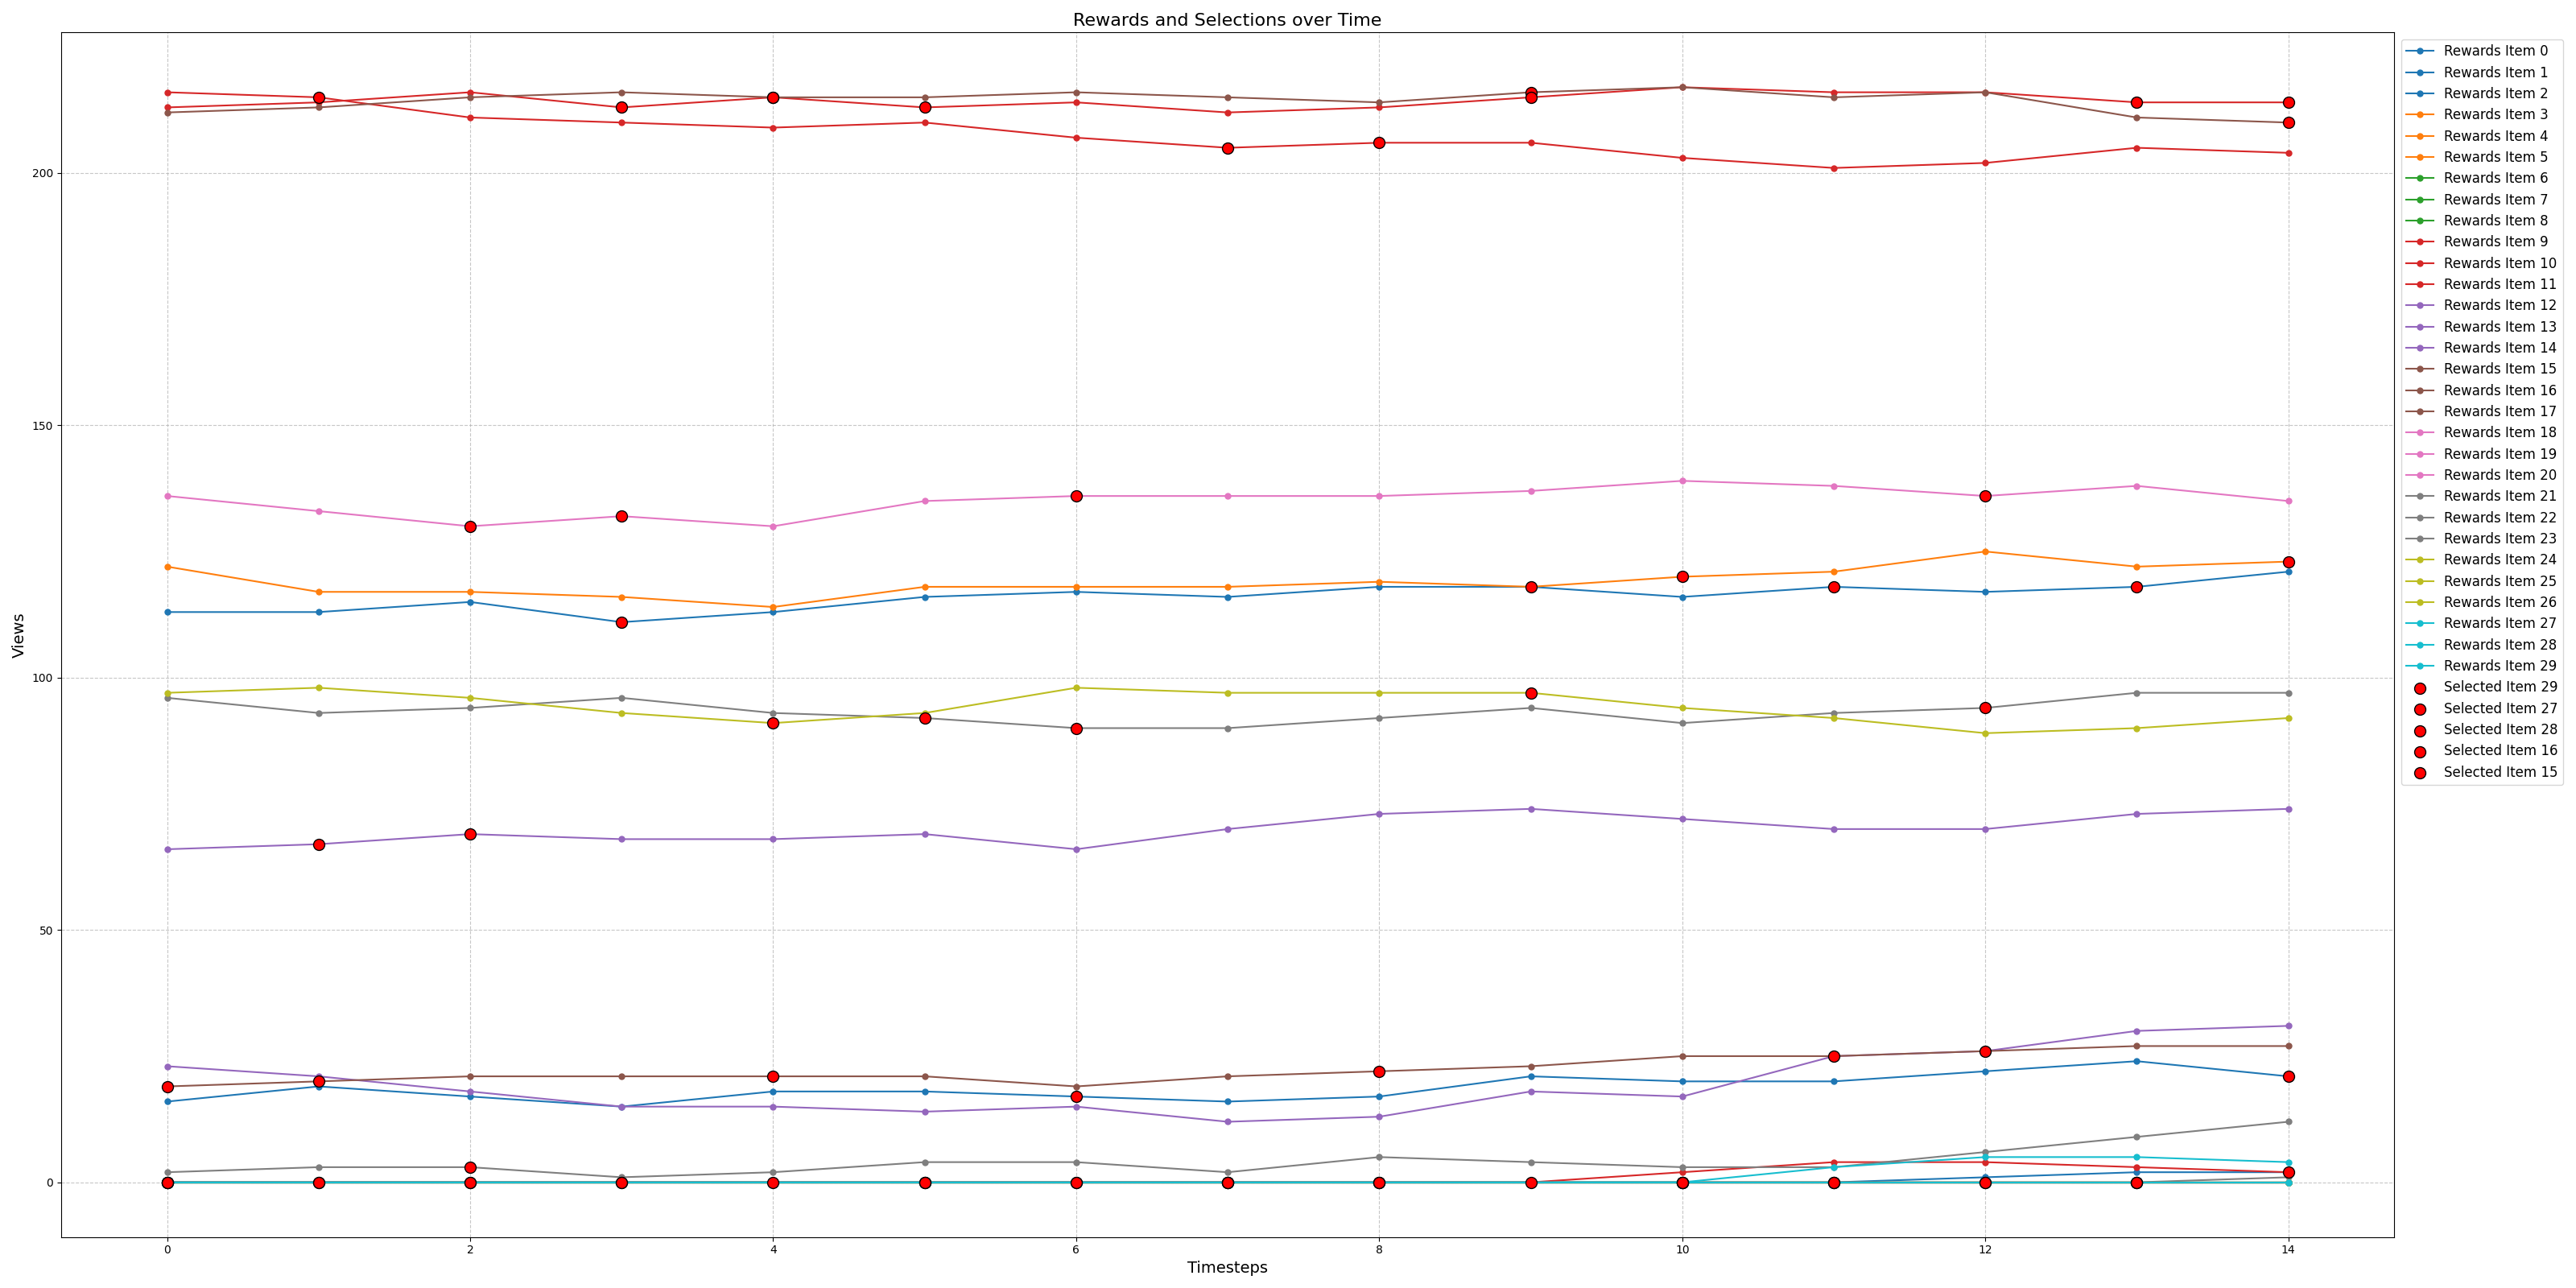 Rewards and Selections over Time
Views
200
150
100
50
0
0 2 4 6 8 10 12 14
Timesteps
Rewards Item 0
Rewards Item 1
Rewards Item 2
Rewards Item 3
Rewards Item 4
Rewards Item 5
Rewards Item 6
Rewards Item 7
Rewards Item 8
Rewards Item 9
Rewards Item 10
Rewards Item 11
Rewards Item 12
Rewards Item 13
Rewards Item 14
Rewards Item 15
Rewards Item 16
Rewards Item 17
Rewards Item 18
Rewards Item 19
Rewards Item 20
Rewards Item 21
Rewards Item 22
Rewards Item 23
Rewards Item 24
Rewards Item 25
Rewards Item 26
Rewards Item 27
Rewards Item 28
Rewards Item 29
Selected Item 29
Selected Item 27
Selected Item 28
Selected Item 16
Selected Item 15